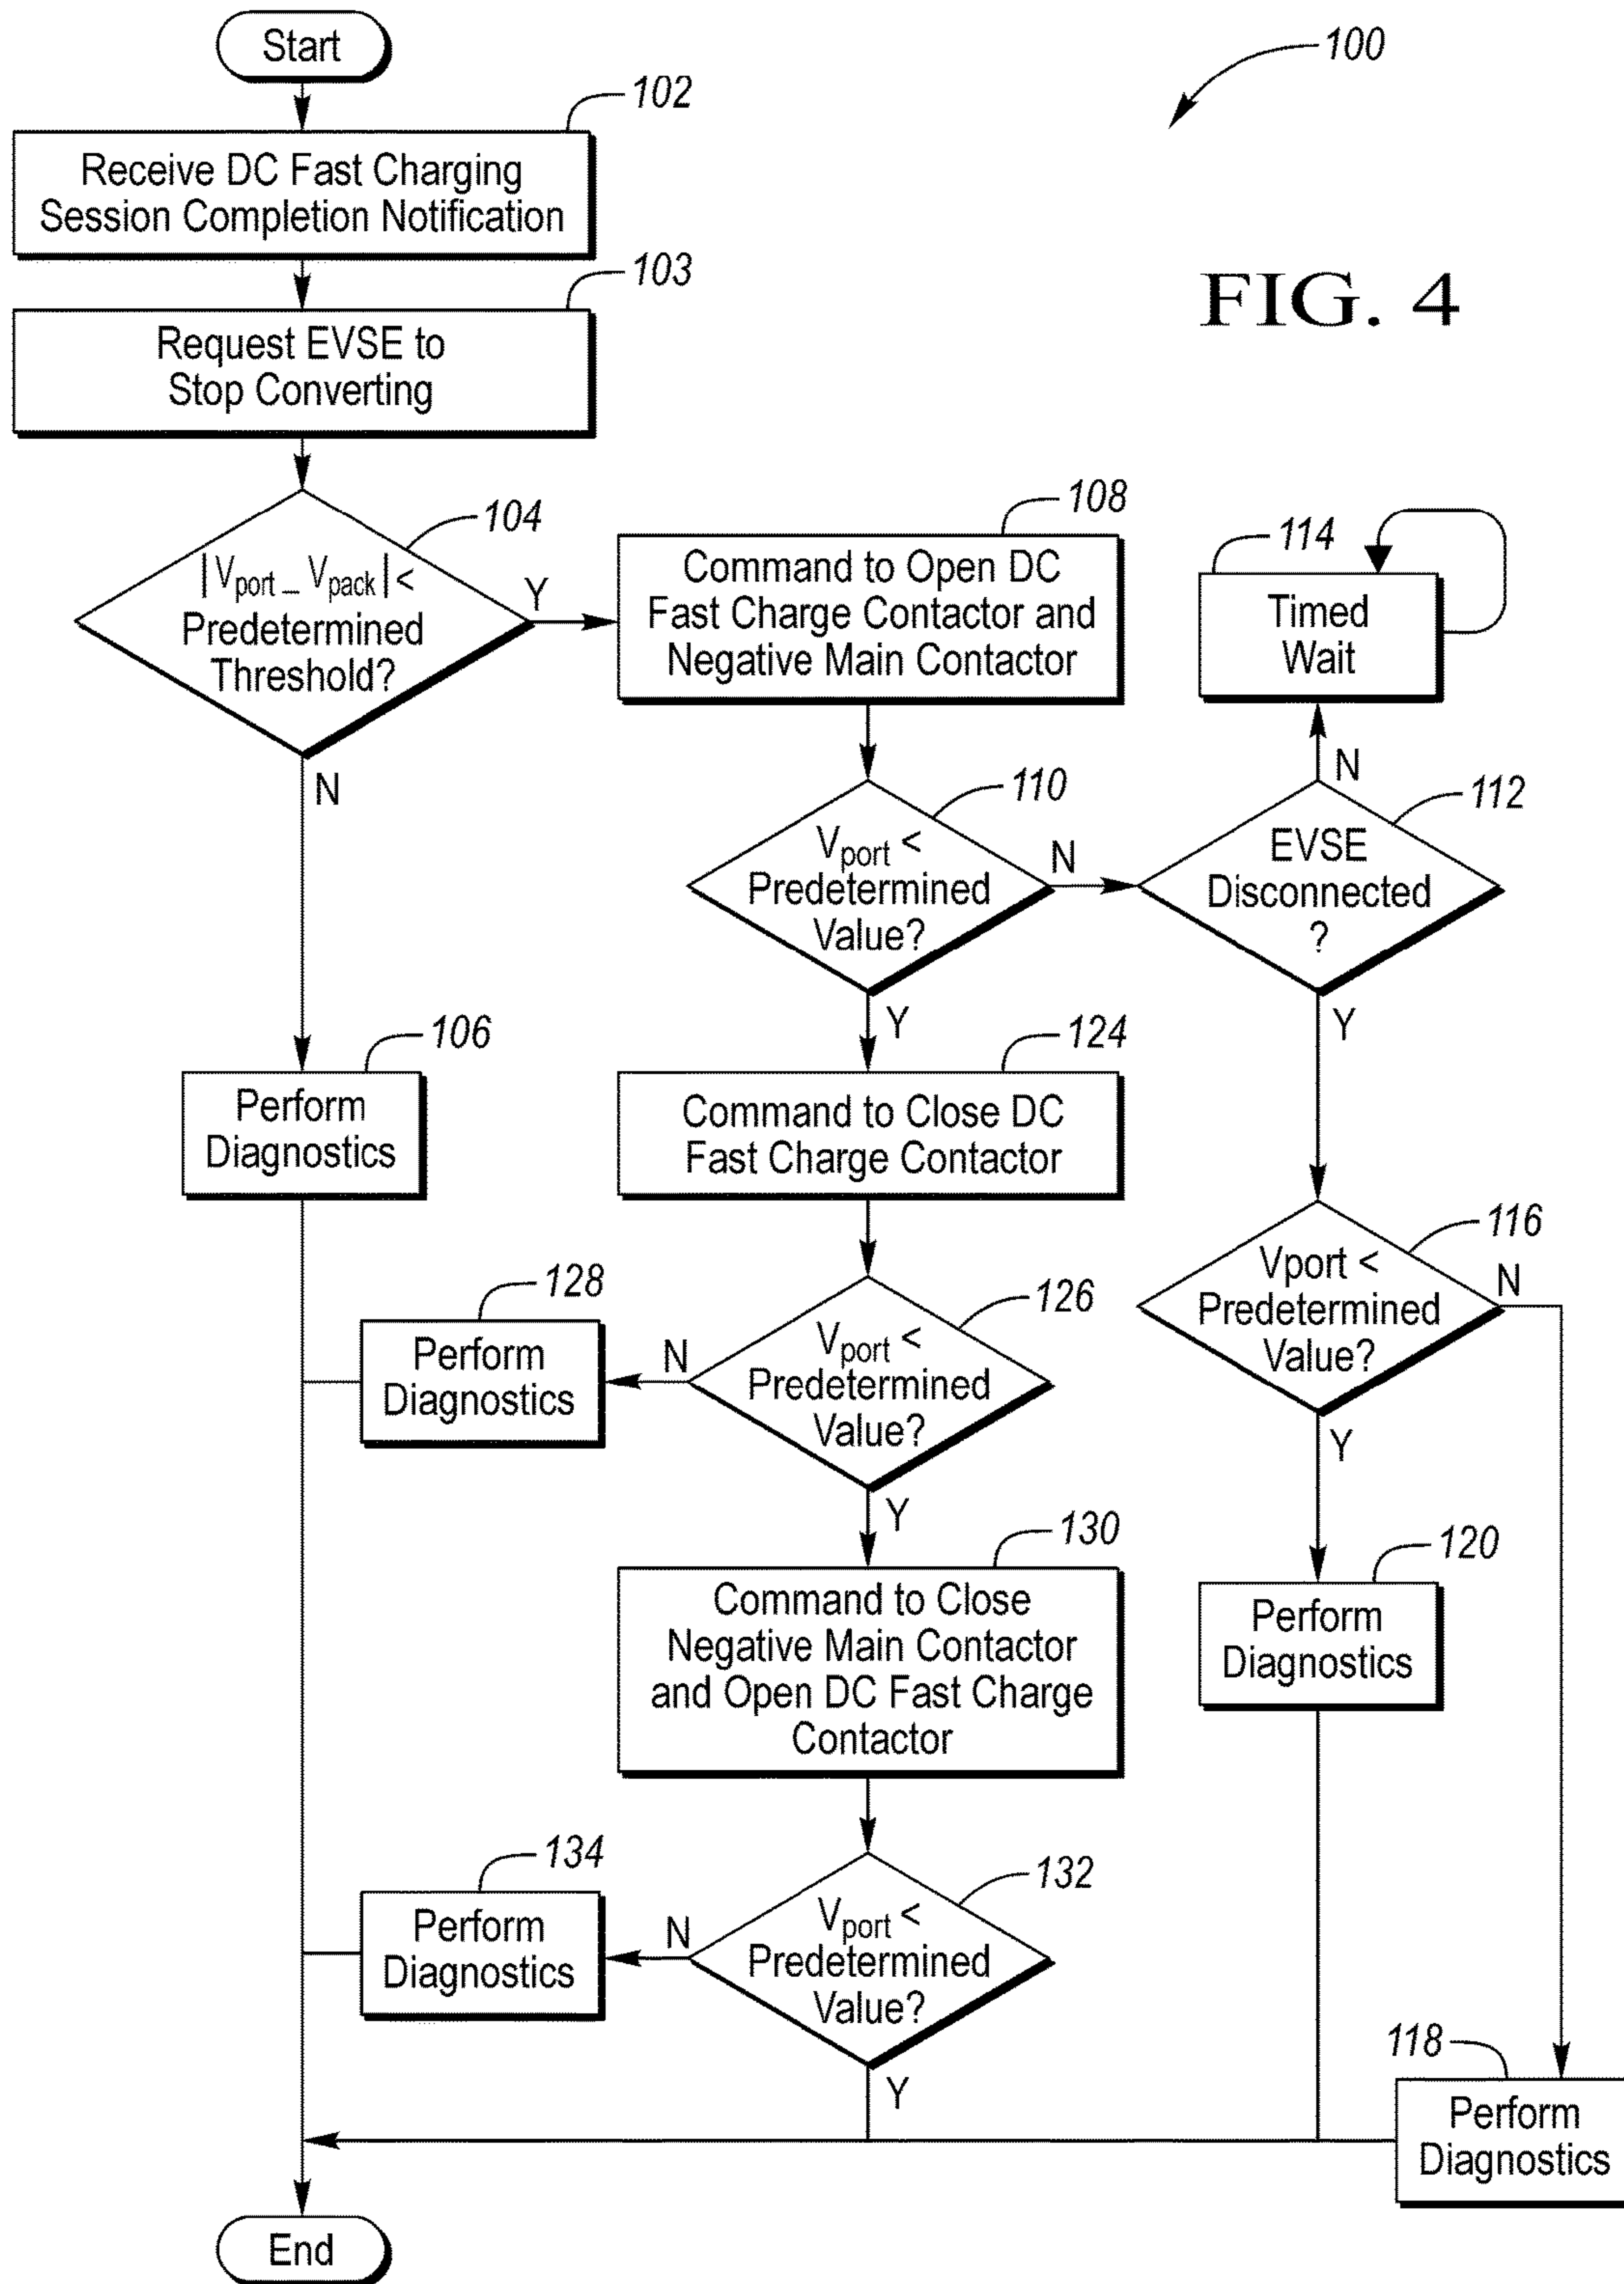 Start
100
102
Receive DC Fast Charging
Session Completion Notification
103
FIG. 4
Request EVSE to
Stop Converting
104
|Vport – Vpack| <
Predetermined
Threshold?
Y
N
108
Command to Open DC
Fast Charge Contactor and
Negative Main Contactor
114
Timed
Wait
N
110
Vport <
Predetermined
Value?
N
Y
112
EVSE
Disconnected
?
Y
106
Perform
Diagnostics
124
Command to Close DC
Fast Charge Contactor
116
Vport <
Predetermined
Value?
N
Y
128
Perform
Diagnostics
N
126
Vport <
Predetermined
Value?
Y
130
Command to Close
Negative Main Contactor
and Open DC Fast Charge
Contactor
120
Perform
Diagnostics
134
Perform
Diagnostics
N
132
Vport <
Predetermined
Value?
Y
118
Perform
Diagnostics
End